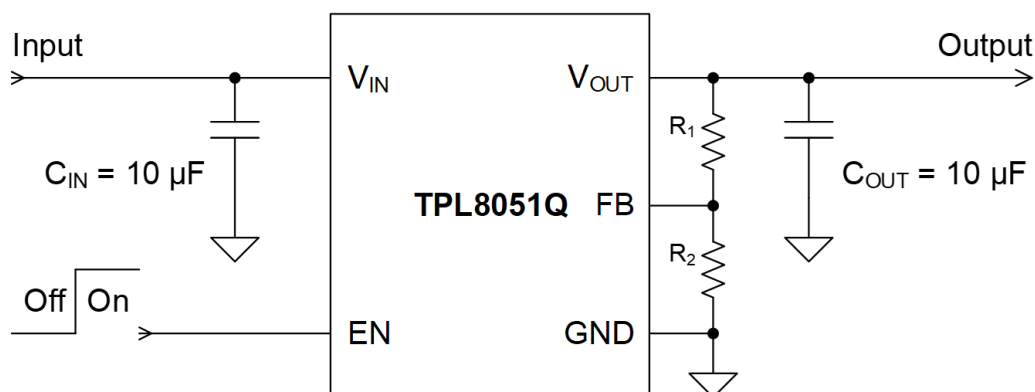 Input
Output
V_IN
V_OUT
R_1
C_IN = 10 µF
C_OUT = 10 µF
TPL8051Q
FB
R_2
Off
On
EN
GND